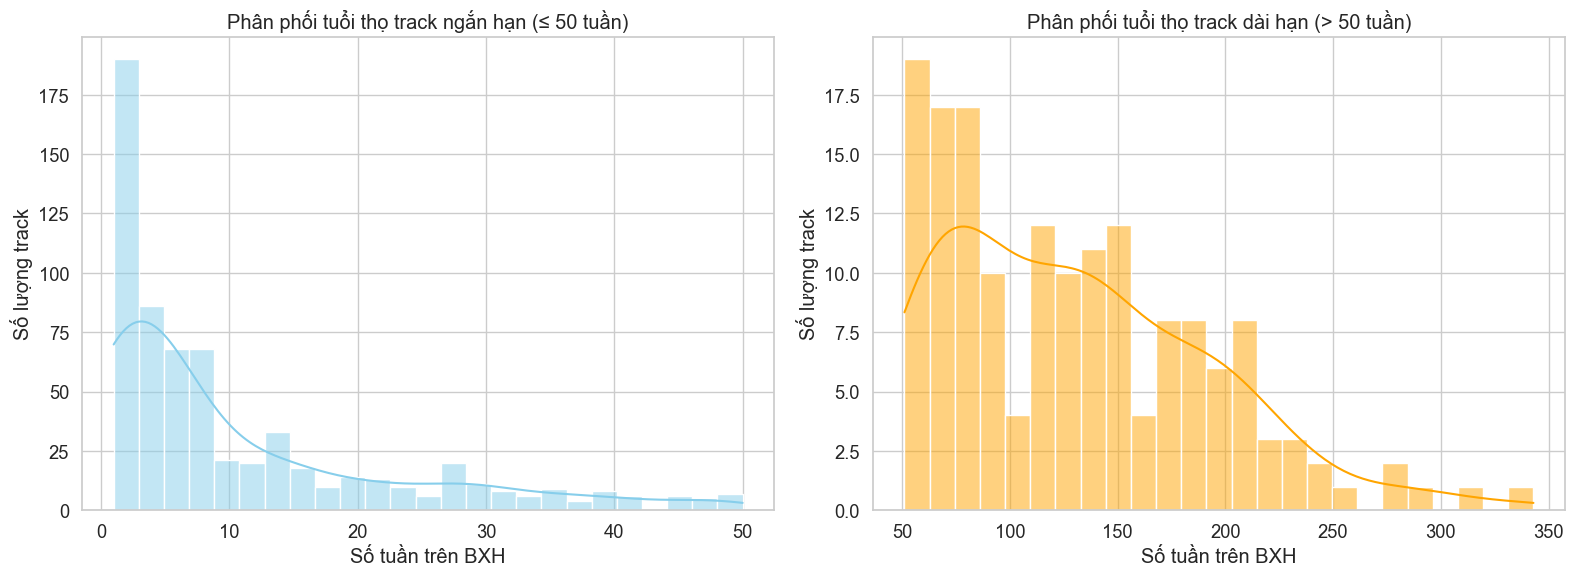 Phân phối tuổi thọ track ngắn hạn (≤ 50 tuần)
175
150
125
100
75
50
25
0
Số lượng track
0 10 20 30 40 50
Số tuần trên BXH
Phân phối tuổi thọ track dài hạn (> 50 tuần)
17.5
15.0
12.5
10.0
7.5
5.0
2.5
0.0
Số lượng track
50 100 150 200 250 300 350
Số tuần trên BXH